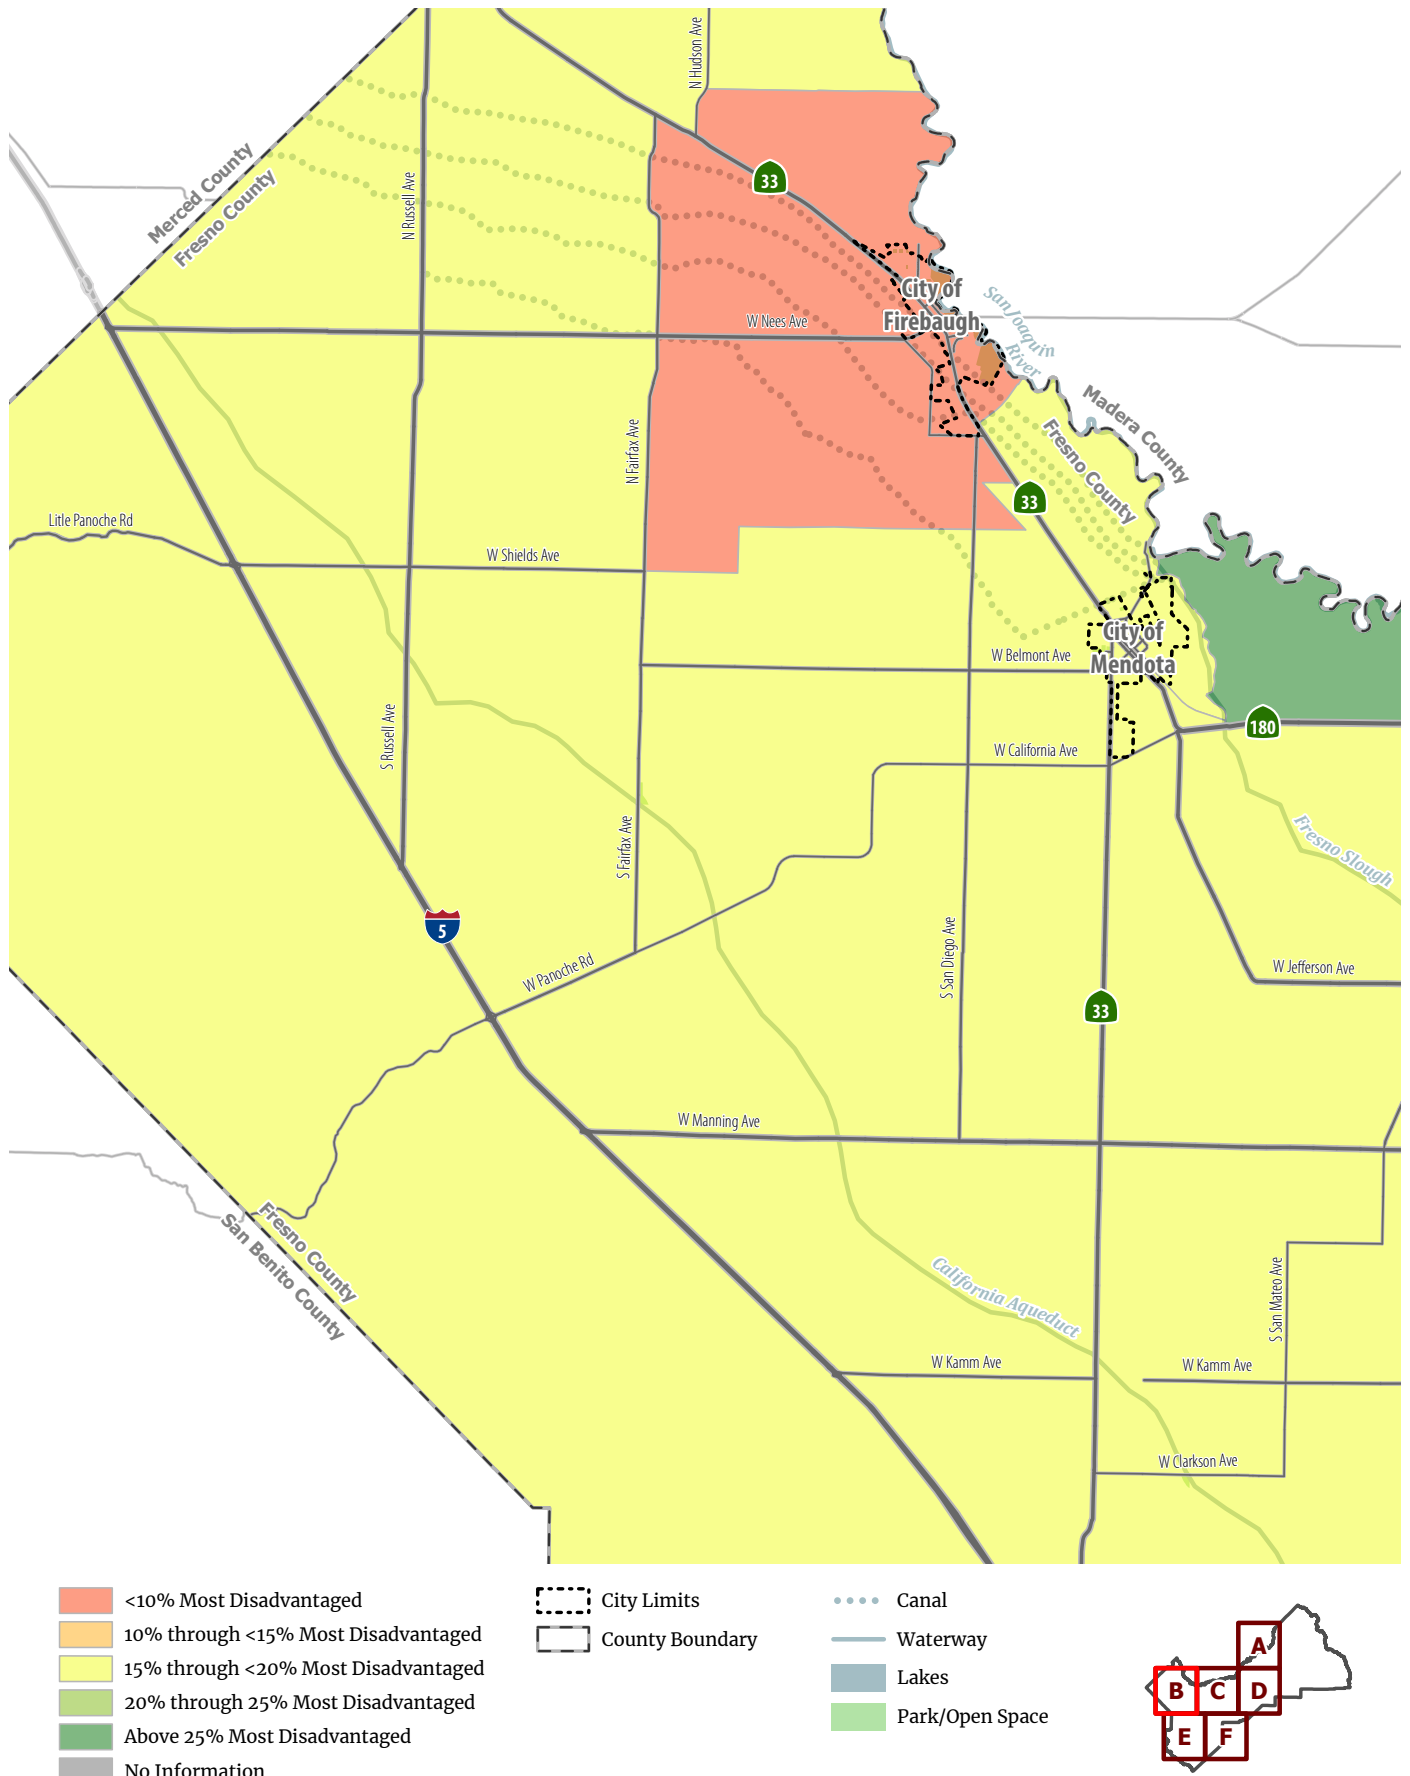 N Hudson Ave
33
Merced County
Fresno County
N Russell Ave
City of
Firebaugh
San Joaquin
River
W Nees Ave
Madera County
Fresno County
N Fairfax Ave
33
Litle Panoche Rd
W Shields Ave
City of
Mendota
W Belmont Ave
S Russell Ave
180
W California Ave
Fresno Slough
S Fairfax Ave
5
S San Diego Ave
W Panoche Rd
W Jefferson Ave
33
W Manning Ave
Fresno County
San Benito County
California Aqueduct
S San Mateo Ave
W Kamm Ave
W Kamm Ave
W Clarkson Ave
<10% Most Disadvantaged
10% through <15% Most Disadvantaged
15% through <20% Most Disadvantaged
20% through 25% Most Disadvantaged
Above 25% Most Disadvantaged
No Information
City Limits
County Boundary
Canal
Waterway
Lakes
Park/Open Space
A
B C D
E F